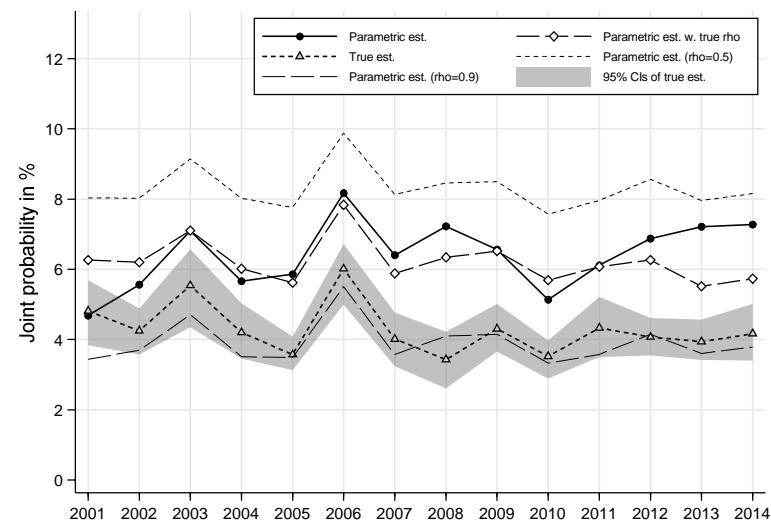 Parametric est.
Parametric est. w. true rho
True est.
Parametric est. (rho=0.5)
Parametric est. (rho=0.9)
95% CIs of true est.
Joint probability in %
12
10
8
6
4
2
0
2001 2002 2003 2004 2005 2006 2007 2008 2009 2010 2011 2012 2013 2014